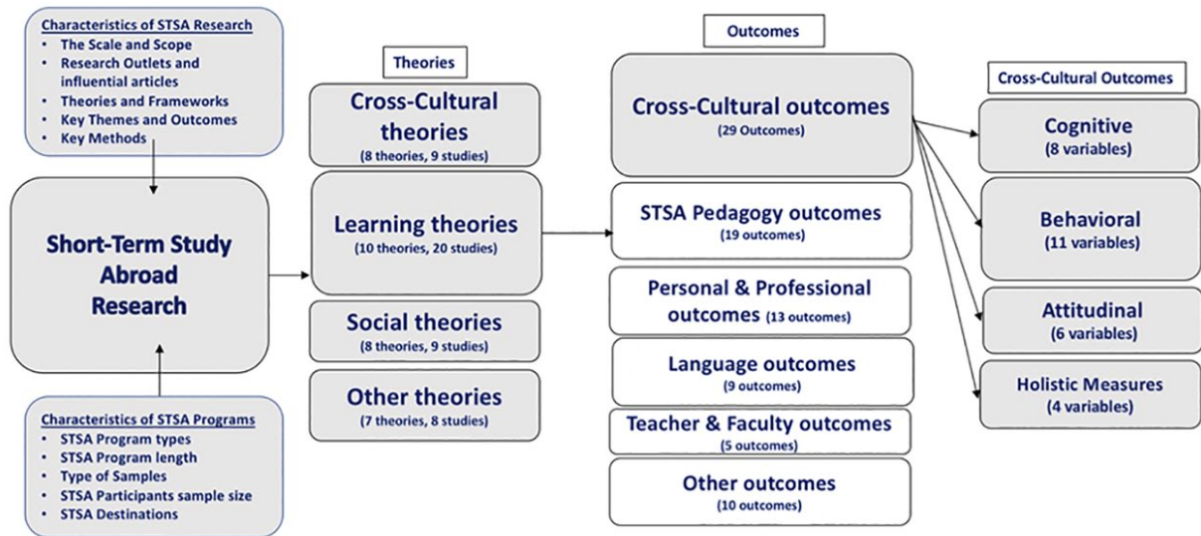 Characteristics of STSA Research
• The Scale and Scope
• Research Outlets and
influential articles
• Theories and Frameworks
• Key Themes and Outcomes
• Key Methods
Short-Term Study
Abroad
Research
Characteristics of STSA Programs
• STSA Program types
• STSA Program length
• Type of Samples
• STSA Participants sample size
• STSA Destinations
Theories
Cross-Cultural
theories
(8 theories, 9 studies)
Learning theories
(10 theories, 20 studies)
Social theories
(8 theories, 9 studies)
Other theories
(7 theories, 8 studies)
Outcomes
Cross-Cultural outcomes
(29 Outcomes)
STSA Pedagogy outcomes
(19 outcomes)
Personal & Professional
outcomes (13 outcomes)
Language outcomes
(9 outcomes)
Teacher & Faculty outcomes
(5 outcomes)
Other outcomes
(10 outcomes)
Cross-Cultural Outcomes
Cognitive
(8 variables)
Behavioral
(11 variables)
Attitudinal
(6 variables)
Holistic Measures
(4 variables)